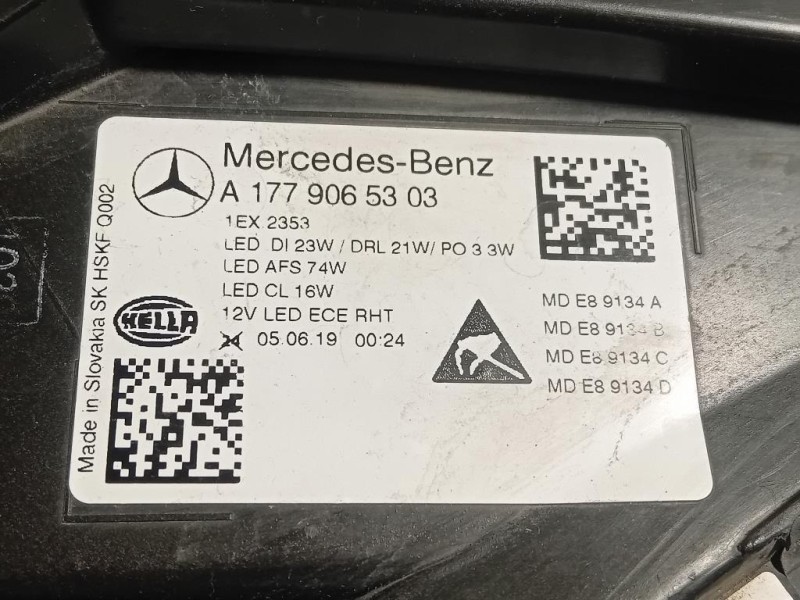 Mercedes-Benz
A 177 906 53 03
1EX 2353
LED DI 23W / DRL 21W/ PO 3 3W
LED AFS 74W
LED CL 16W
12V LED ECE RHT
05.06.19 00:24
HELLA
Made in Slovakia SK HSKF Q002
MD E8 9134 A
MD E8 9134 B
MD E8 9134 C
MD E8 9134 D